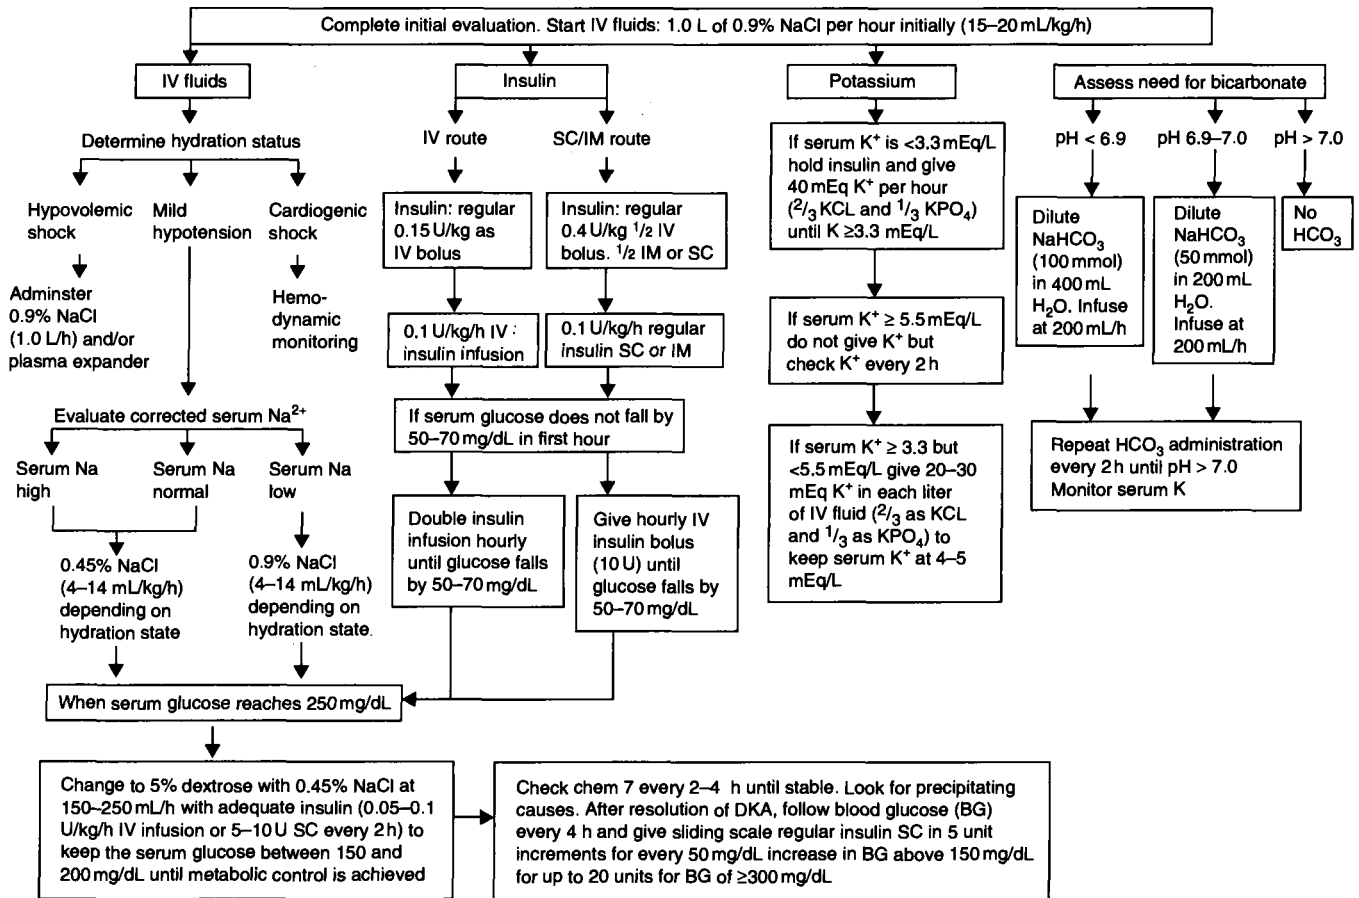 Complete initial evaluation. Start IV fluids: 1.0 L of 0.9% NaCl per hour initially (15–20 mL/kg/h)
IV fluids
Determine hydration status
Hypovolemic
shock
Mild
hypotension
Cardiogenic
shock
Adminster
0.9% NaCl
(1.0 L/h) and/or
plasma expander
Hemo-
dynamic
monitoring
Evaluate corrected serum Na²⁺
Serum Na
high
Serum Na
normal
Serum Na
low
0.45% NaCl
(4–14 mL/kg/h)
depending on
hydration state
0.9% NaCl
(4–14 mL/kg/h)
depending on
hydration state.
Insulin
IV route
SC/IM route
Insulin: regular
0.15 U/kg as
IV bolus
Insulin: regular
0.4 U/kg ½ IV
bolus. ½ IM or SC
0.1 U/kg/h IV
insulin infusion
0.1 U/kg/h regular
insulin SC or IM
If serum glucose does not fall by
50–70 mg/dL in first hour
Double insulin
infusion hourly
until glucose falls
by 50–70 mg/dL
Give hourly IV
insulin bolus
(10 U) until
glucose falls by
50–70 mg/dL
When serum glucose reaches 250 mg/dL
Change to 5% dextrose with 0.45% NaCl at
150–250 mL/h with adequate insulin (0.05–0.1
U/kg/h IV infusion or 5–10 U SC every 2 h) to
keep the serum glucose between 150 and
200 mg/dL until metabolic control is achieved
Check chem 7 every 2–4 h until stable. Look for precipitating
causes. After resolution of DKA, follow blood glucose (BG)
every 4 h and give sliding scale regular insulin SC in 5 unit
increments for every 50 mg/dL increase in BG above 150 mg/dL
for up to 20 units for BG of ≥300 mg/dL
Potassium
If serum K⁺ is <3.3 mEq/L
hold insulin and give
40 mEq K⁺ per hour
(2/3 KCL and 1/3 KPO₄)
until K ≥3.3 mEq/L
If serum K⁺ ≥ 5.5 mEq/L
do not give K⁺ but
check K⁺ every 2 h
If serum K⁺ ≥ 3.3 but
<5.5 mEq/L give 20–30
mEq K⁺ in each liter
of IV fluid (2/3 as KCL
and 1/3 as KPO₄) to
keep serum K⁺ at 4–5
mEq/L
Assess need for bicarbonate
pH < 6.9
pH 6.9–7.0
pH > 7.0
Dilute
NaHCO₃
(100 mmol)
in 400 mL
H₂O. Infuse
at 200 mL/h
Dilute
NaHCO₃
(50 mmol)
in 200 mL
H₂O.
Infuse at
200 mL/h
No
HCO₃
Repeat HCO₃ administration
every 2 h until pH > 7.0
Monitor serum K